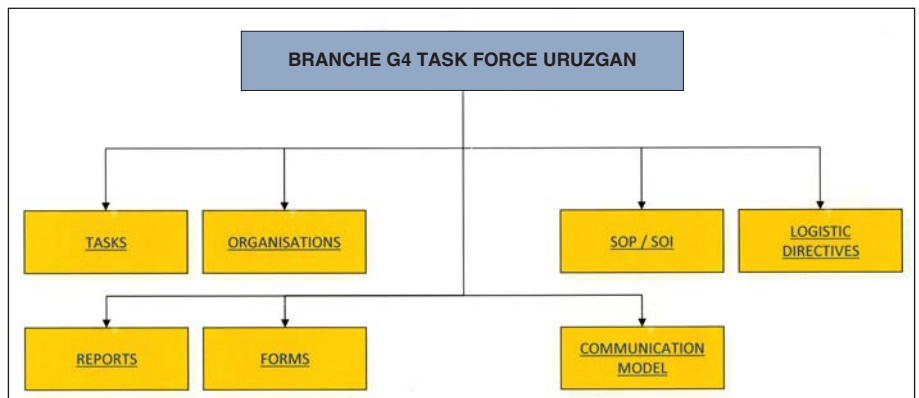 BRANCHE G4 TASK FORCE URUZGAN
TASKS
ORGANISATIONS
SOP / SOI
LOGISTIC
DIRECTIVES
REPORTS
FORMS
COMMUNICATION
MODEL